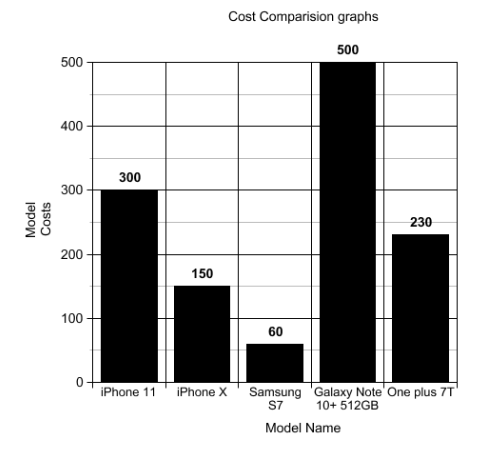 Cost Comparision graphs
500
500
400
300
300
230
200
150
100
60
0
Model
Costs
iPhone 11
iPhone X
Samsung
S7
Galaxy Note
10+ 512GB
One plus 7T
Model Name